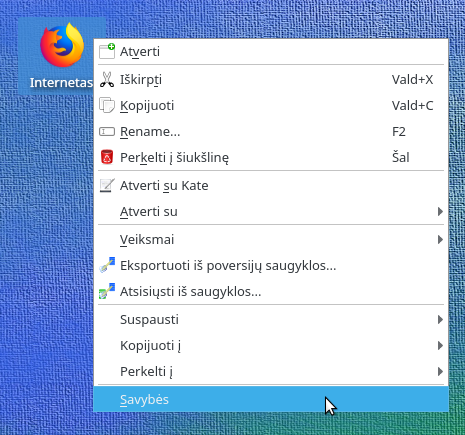 Internetas
Atverti
Iškirpti Vald+X
Kopijuoti Vald+C
Rename... F2
Perkelti į šiukšlinę Šal
Atverti su Kate
Atverti su
Veiksmai
Eksportuoti iš poversijų saugyklos...
Atsisiųsti iš saugyklos...
Suspausti
Kopijuoti į
Perkelti į
Savybės